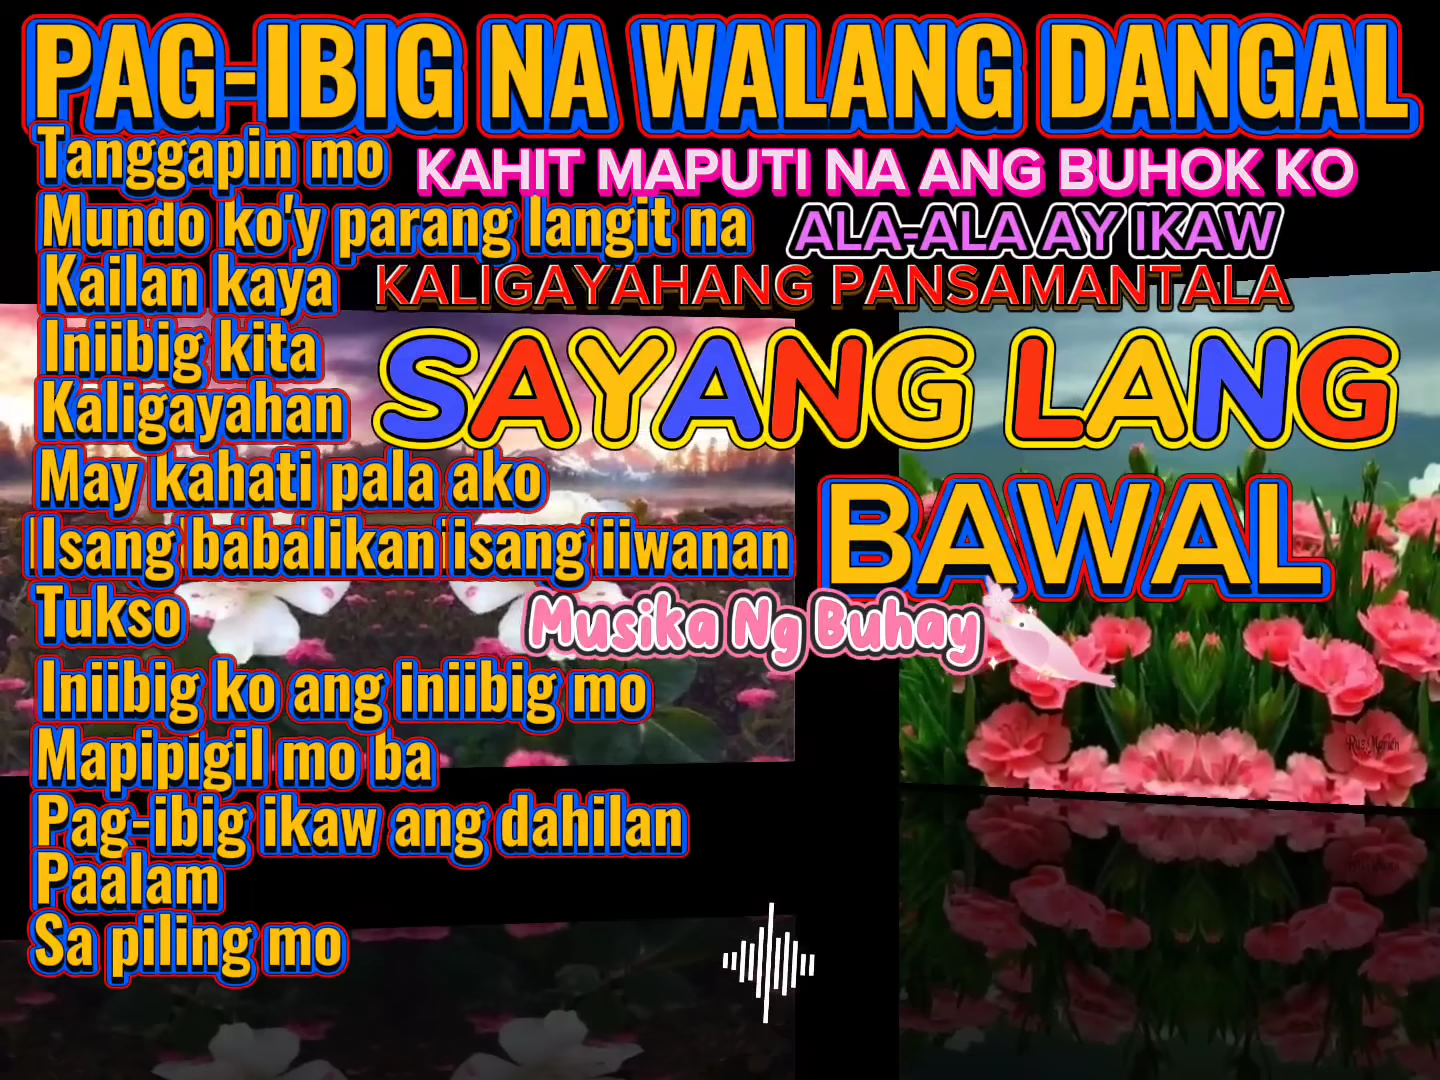 PAG-IBIG NA WALANG DANGAL
Tanggapin mo
KAHIT MAPUTI NA ANG BUHOK KO
Mundo ko'y parang langit na
ALA-ALA AY IKAW
Kailan kaya
KALIGAYAHANG PANSAMANTALA
Iniibig kita
SAYANG LANG
Kaligayahan
May kahati pala ako
BAWAL
Isang babalikan isang iiwanan
Tukso
Musika Ng Buhay
Iniibig ko ang iniibig mo
Mapipigil mo ba
Pag-ibig ikaw ang dahilan
Paalam
Sa piling mo